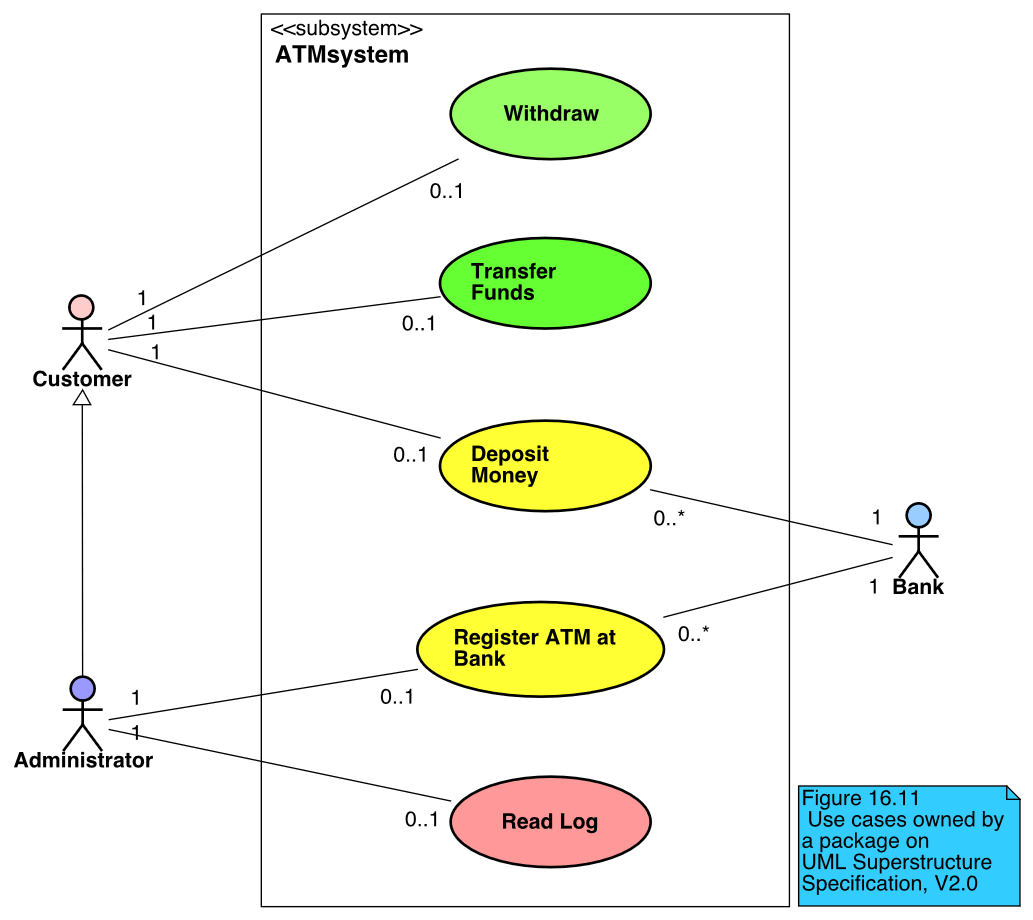 <<subsystem>>
ATMsystem
Withdraw
0..1
Transfer
Funds
1
1
0..1
1
Customer
Deposit
Money
0..1
0..*
1
Bank
1
Register ATM at
Bank
0..*
1
0..1
1
Administrator
Read Log
0..1
Figure 16.11
Use cases owned by
a package on
UML Superstructure
Specification, V2.0